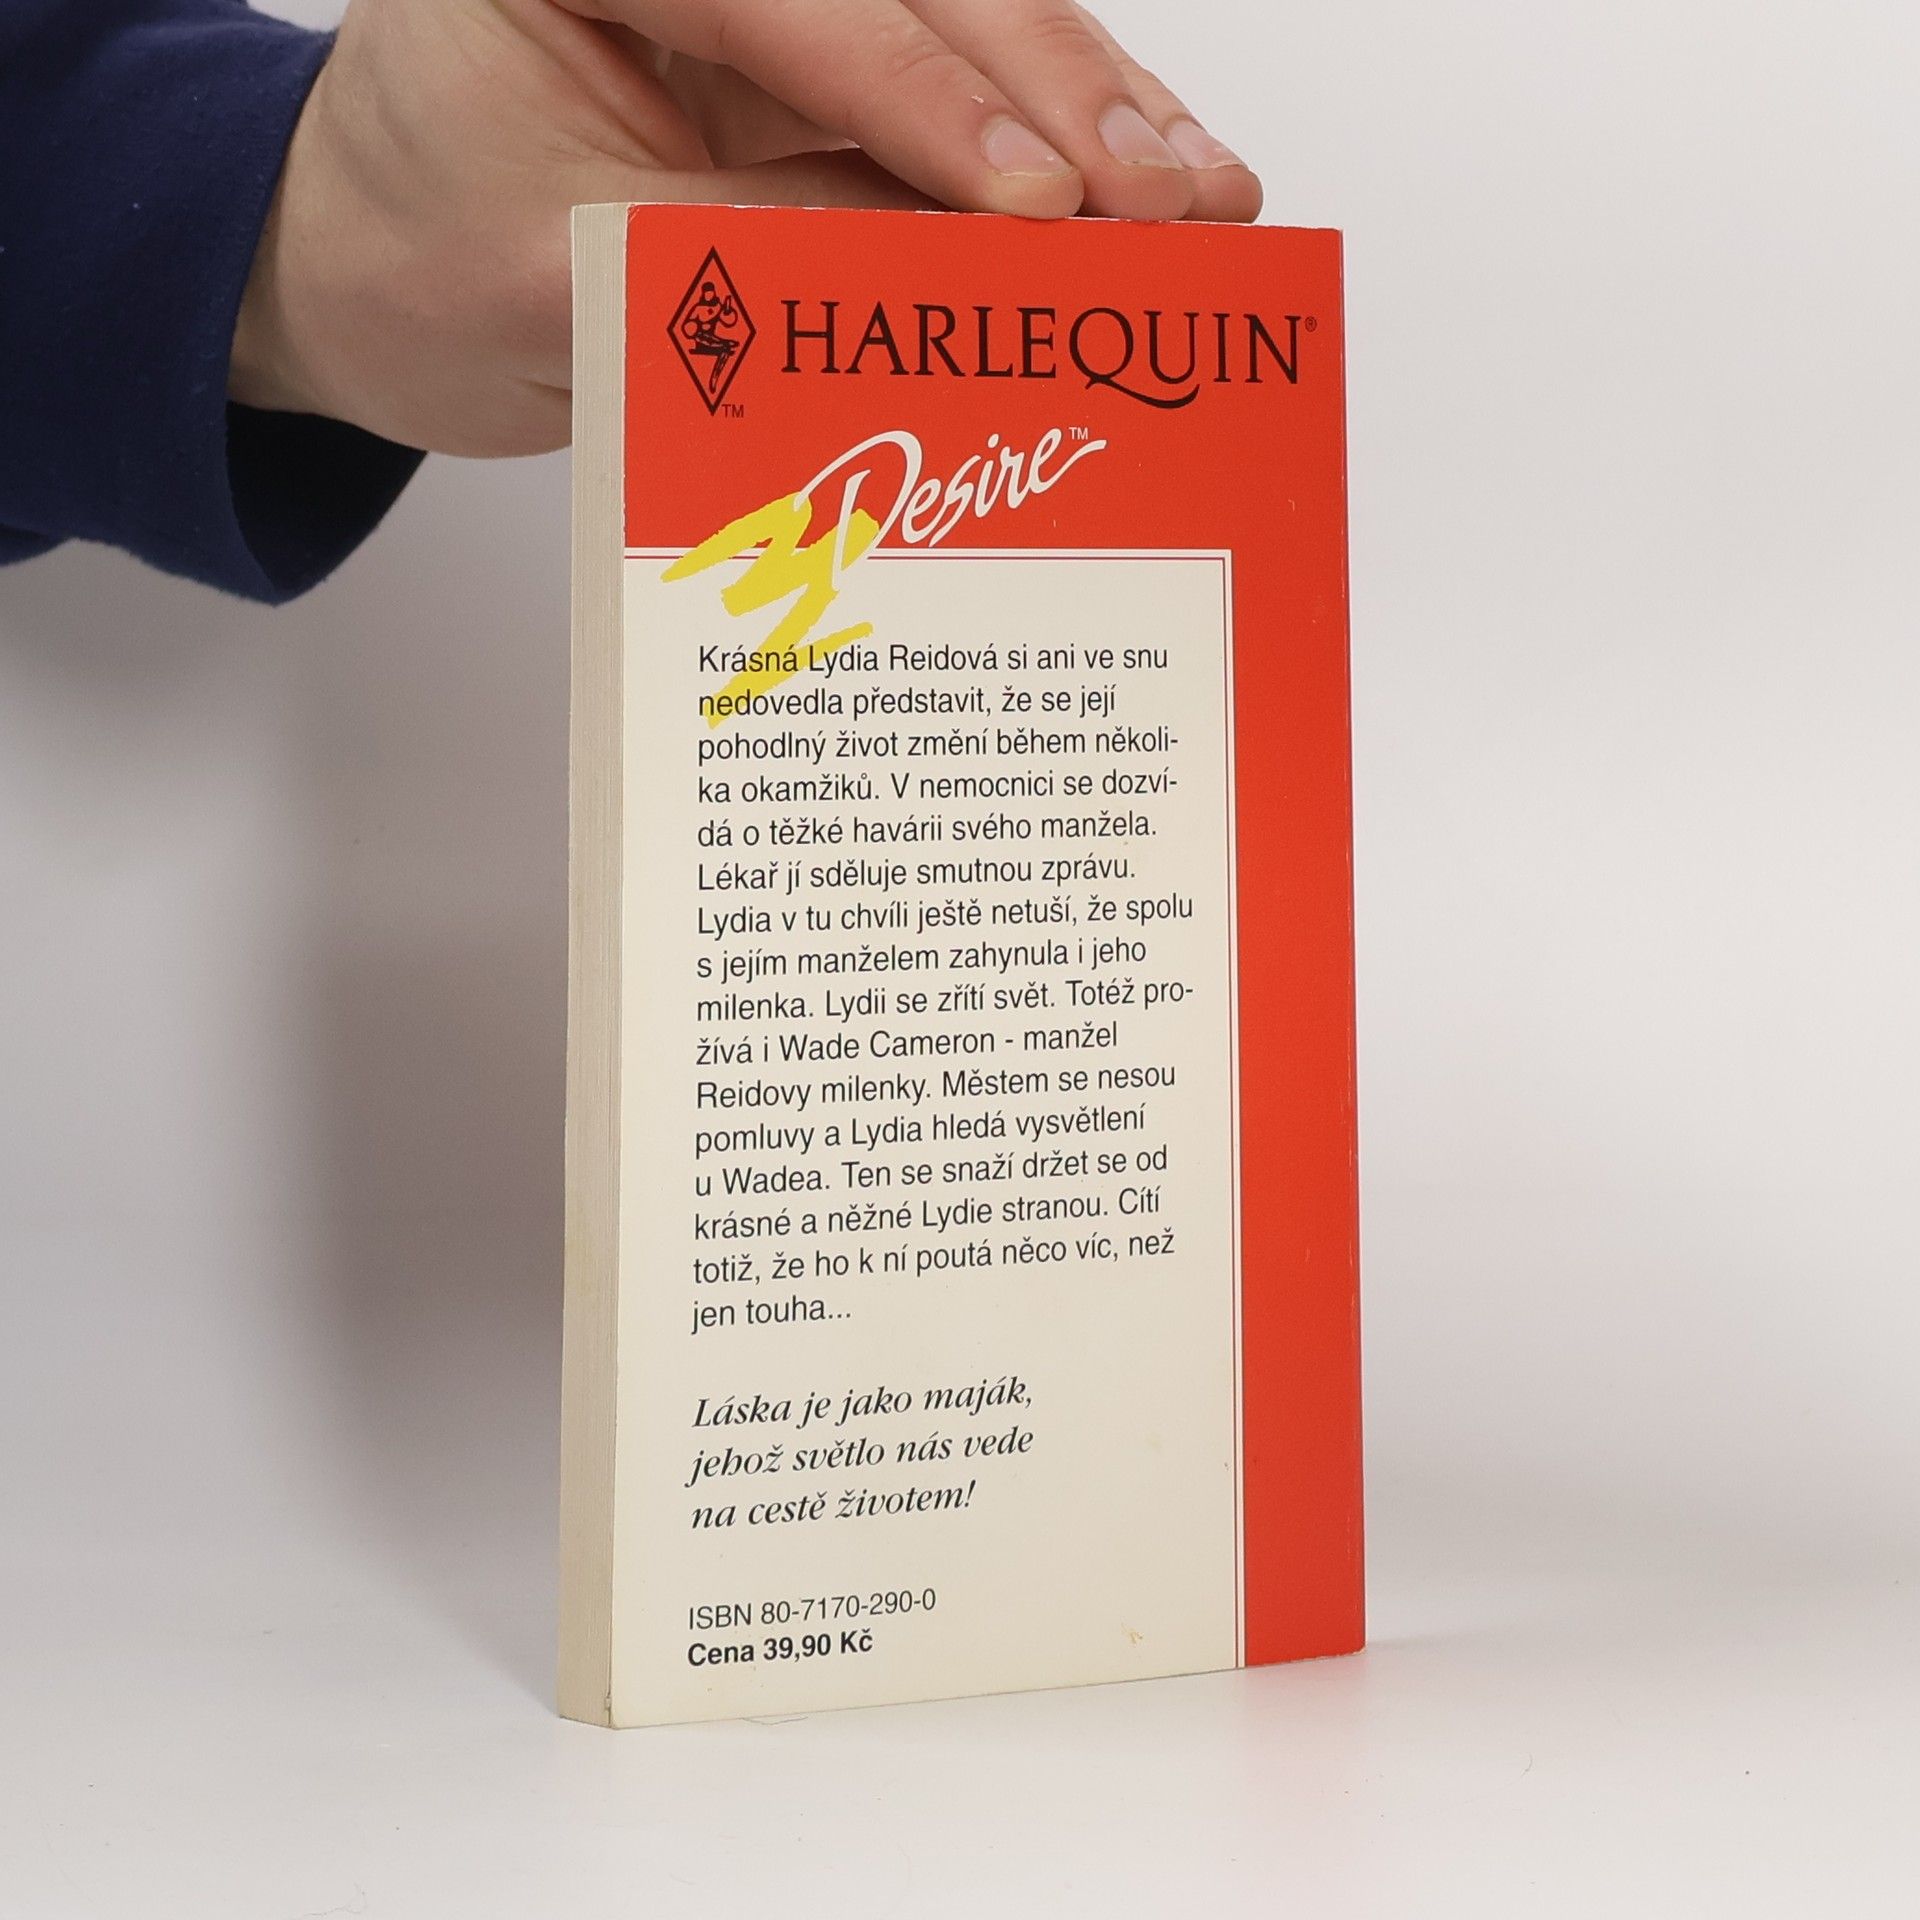 HARLEQUIN®
TM
Desire™
Krásná Lydia Reidová si ani ve snu
nedovedla představit, že se její
pohodlný život změní během několi-
ka okamžiků. V nemocnici se dozví-
dá o těžké havárii svého manžela.
Lékař jí sděluje smutnou zprávu.
Lydia v tu chvíli ještě netuší, že spolu
s jejím manželem zahynula i jeho
milenka. Lydii se zřítí svět. Totéž pro-
žívá i Wade Cameron - manžel
Reidovy milenky. Městem se nesou
pomluvy a Lydia hledá vysvětlení
u Wadea. Ten se snaží držet se od
krásné a něžné Lydie stranou. Cítí
totiž, že ho k ní poutá něco víc, než
jen touha...
Láska je jako maják,
jehož světlo nás vede
na cestě životem!
ISBN 80-7170-290-0
Cena 39,90 Kč